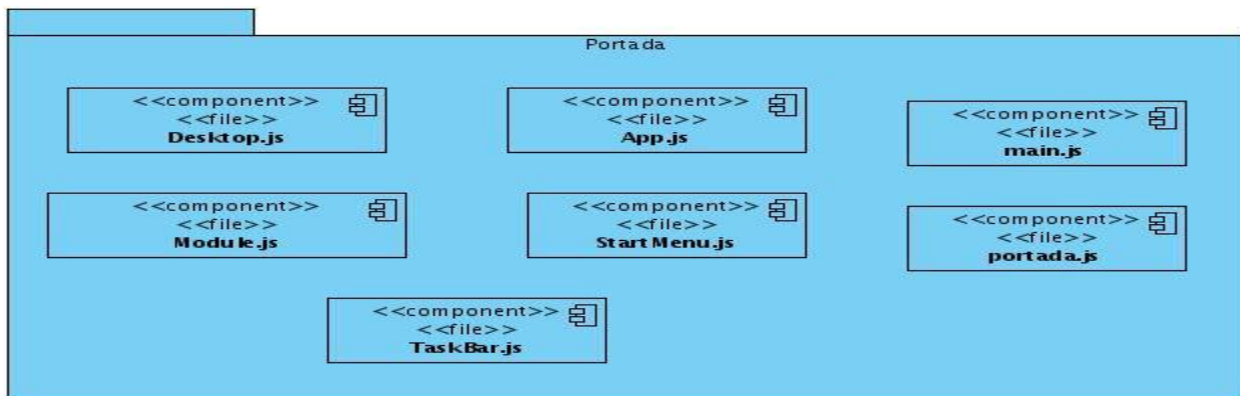 Portada
<<component>>
<<file>>
Desktop.js
<<component>>
<<file>>
App.js
<<component>>
<<file>>
main.js
<<component>>
<<file>>
Module.js
<<component>>
<<file>>
StartMenu.js
<<component>>
<<file>>
portada.js
<<component>>
<<file>>
TaskBar.js